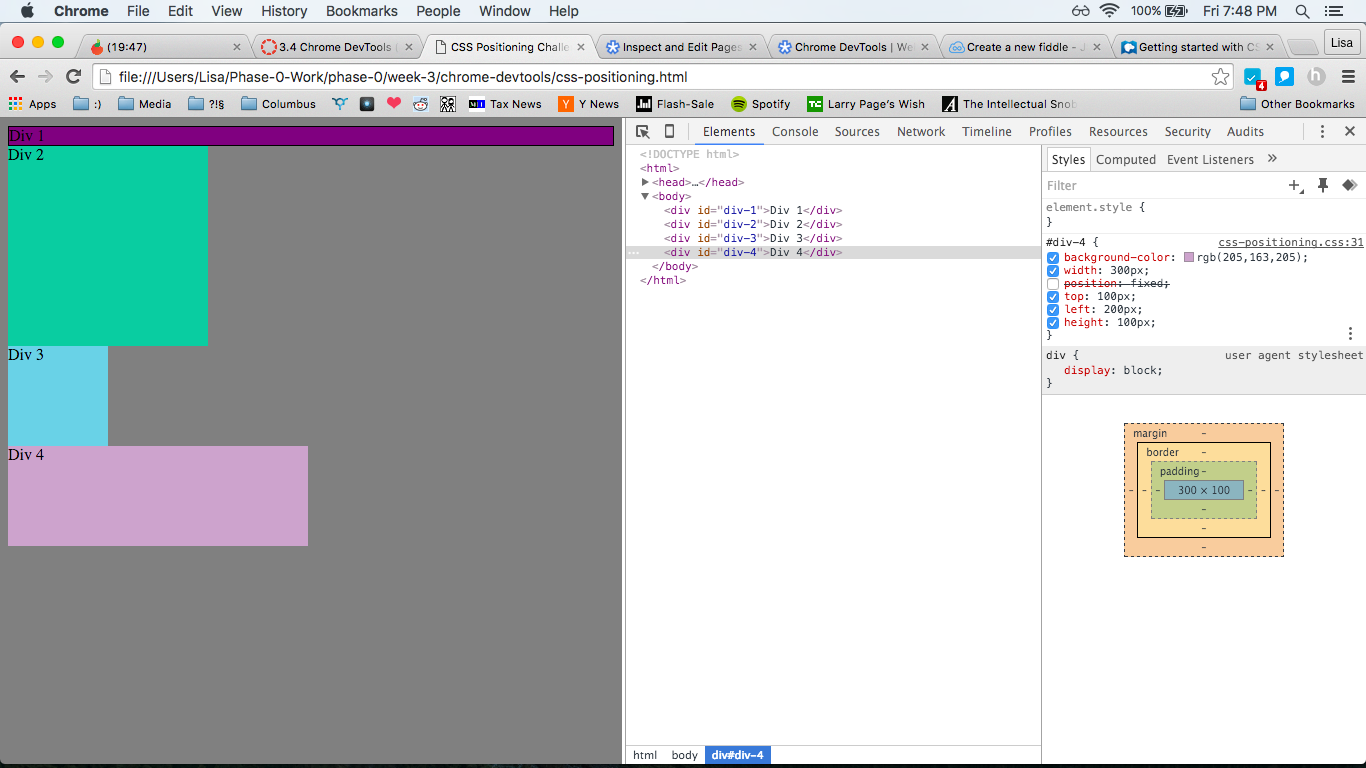 Chrome File Edit View History Bookmarks People Window Help 100% Fri 7:48 PM
(19:47) × 3.4 Chrome DevTools ( × CSS Positioning Challe × Inspect and Edit Pages × Chrome DevTools | We × Create a new fiddle - J × Getting started with CS × Lisa
file:///Users/Lisa/Phase-0-Work/phase-0/week-3/chrome-devtools/css-positioning.html 4
Apps :) Media ?!§ Columbus Tax News Y News Flash-Sale Spotify Larry Page's Wish The Intellectual Snob Other Bookmarks
Div 1
Div 2
Div 3
Div 4
Elements Console Sources Network Timeline Profiles Resources Security Audits
<!DOCTYPE html>
<html>
<head>…</head>
<body>
<div id="div-1">Div 1</div>
<div id="div-2">Div 2</div>
<div id="div-3">Div 3</div>
<div id="div-4">Div 4</div>
</body>
</html>
html body div#div-4
Styles Computed Event Listeners »
Filter
element.style {
}
#div-4 { css-positioning.css:31
background-color: rgb(205,163,205);
width: 300px;
position: fixed;
top: 100px;
left: 200px;
height: 100px;
}
div { user agent stylesheet
display: block;
}
margin -
border -
padding -
- - - 300 × 100 - - -
-
-
-